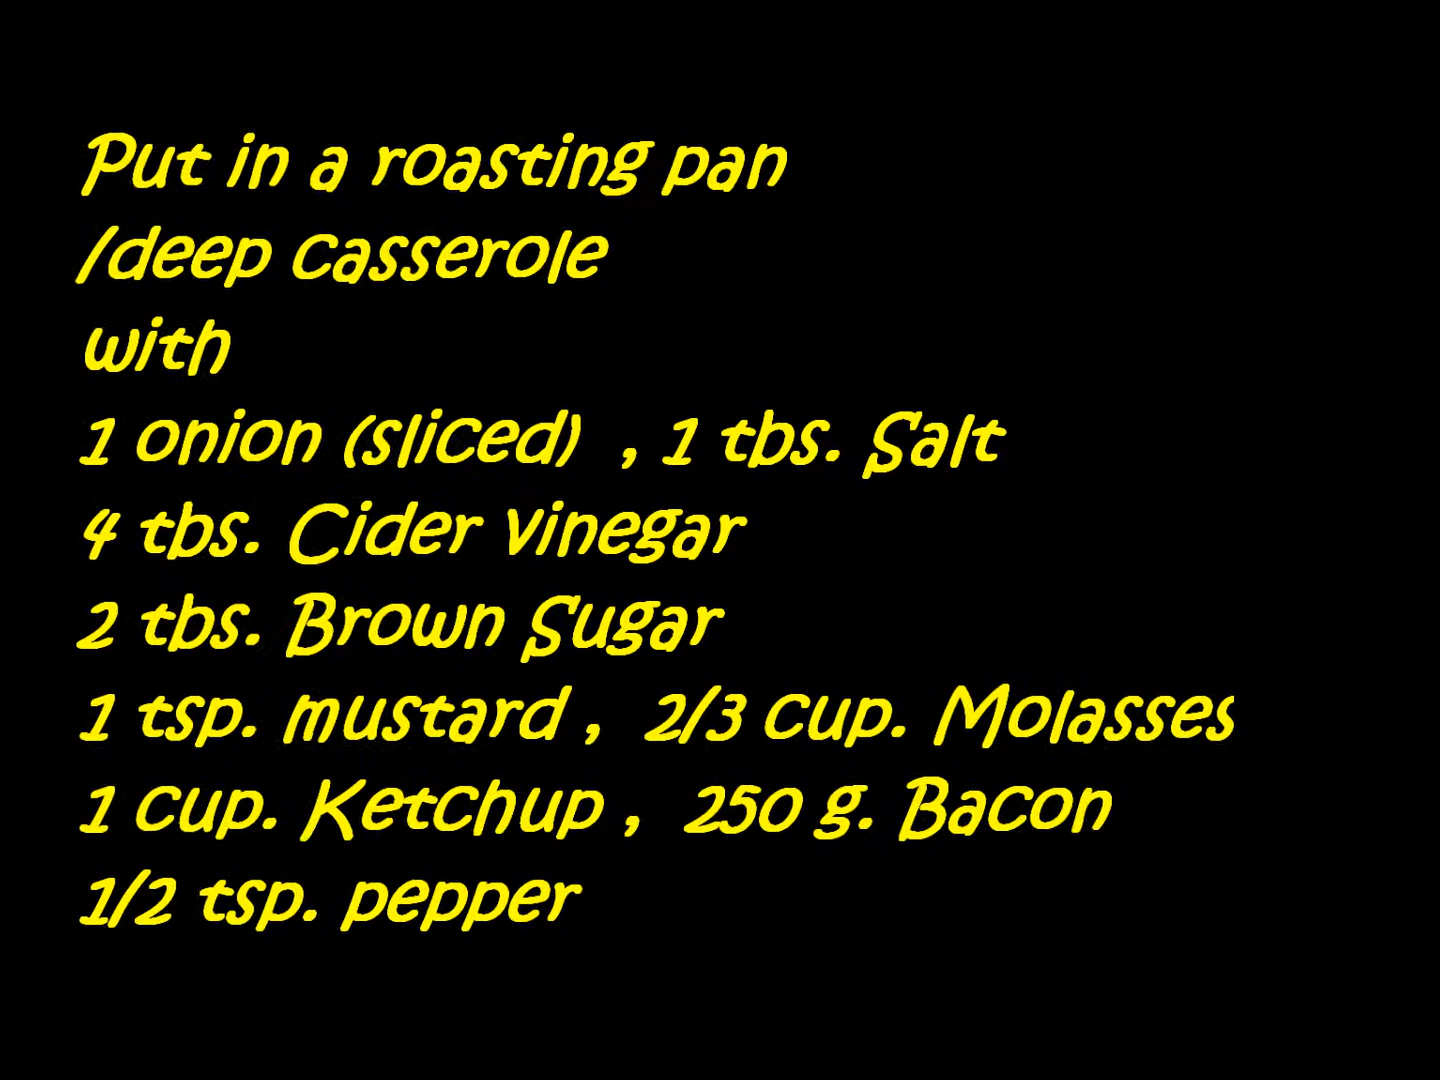 Put in a roasting pan
/deep casserole
with
1 onion (sliced) , 1 tbs. Salt
4 tbs. Cider vinegar
2 tbs. Brown Sugar
1 tsp. mustard , 2/3 cup. Molasses
1 cup. Ketchup , 250 g. Bacon
1/2 tsp. pepper